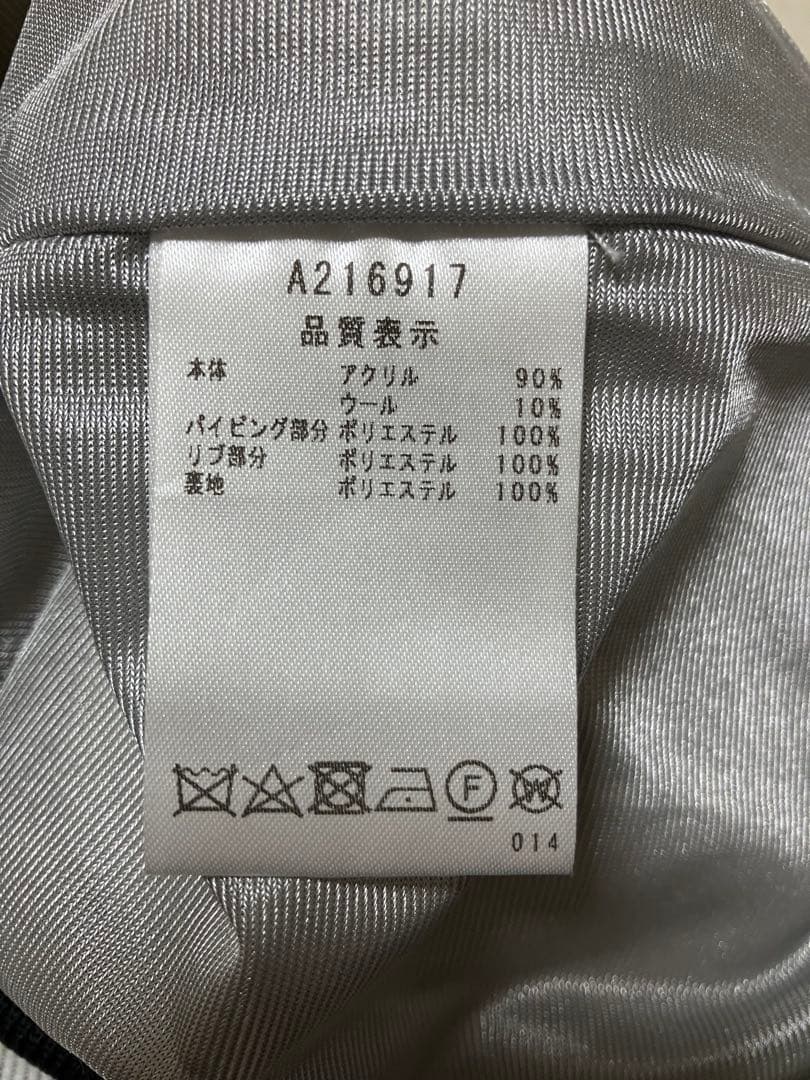 A216917
品質表示
本体 アクリル 90%
ウール 10%
パイピング部分 ポリエステル 100%
リブ部分 ポリエステル 100%
裏地 ポリエステル 100%
F W
014